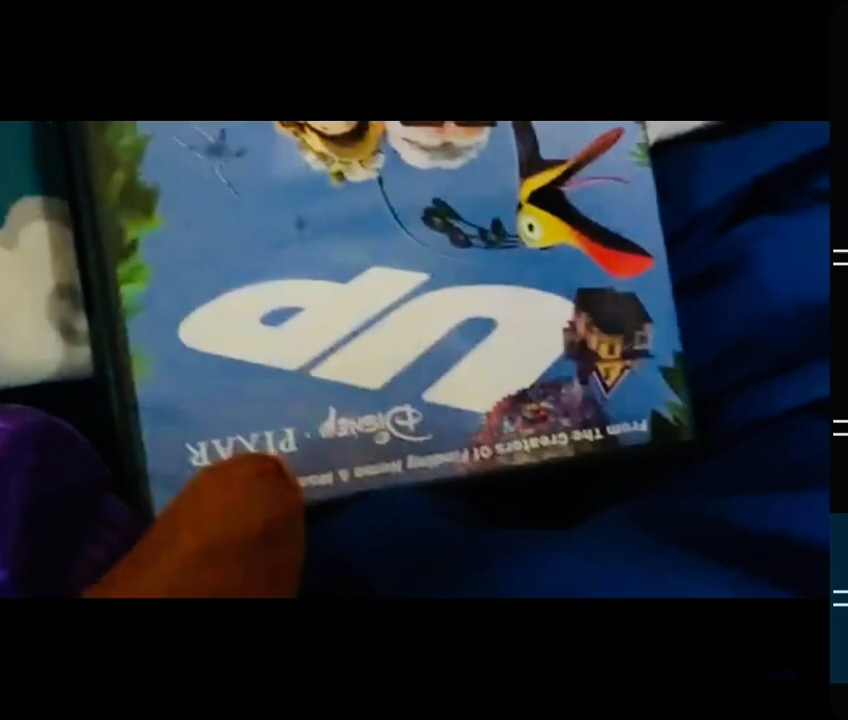 From The Creators Of Finding Nemo &
DISNEY · PIXAR
UP